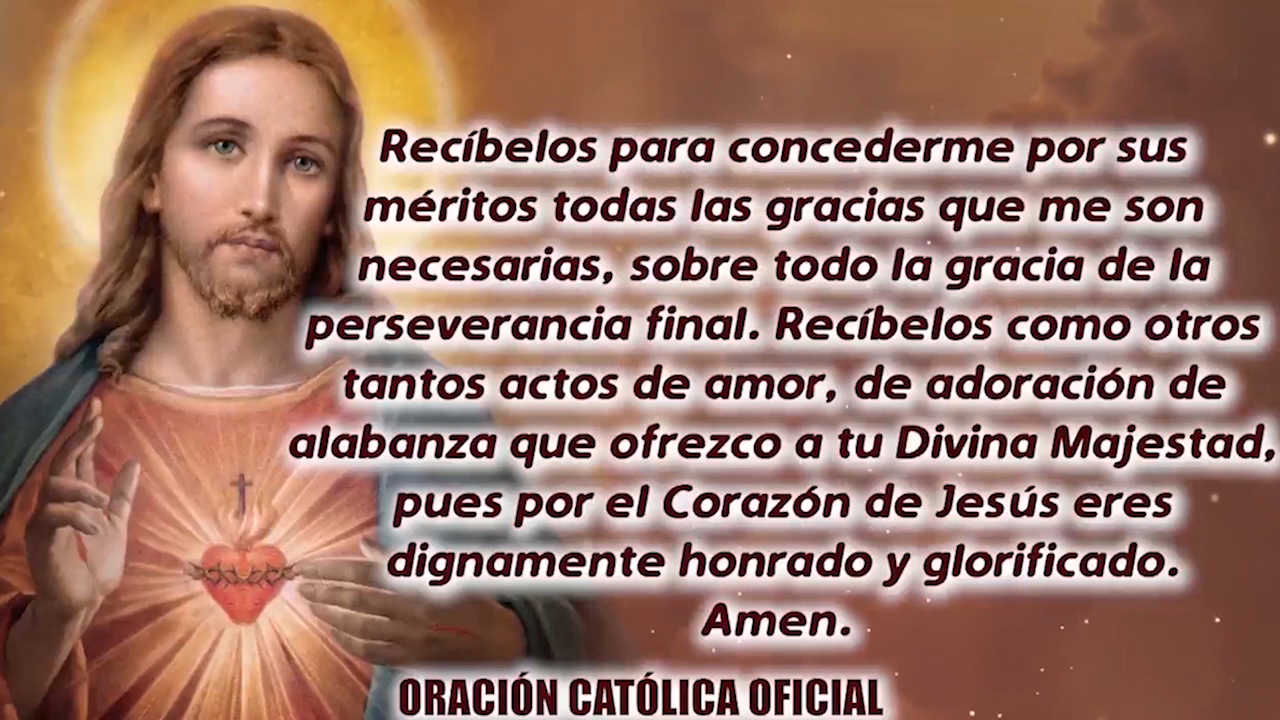 Recíbelos para concederme por sus
méritos todas las gracias que me son
necesarias, sobre todo la gracia de la
perseverancia final. Recíbelos como otros
tantos actos de amor, de adoración de
alabanza que ofrezco a tu Divina Majestad,
pues por el Corazón de Jesús eres
dignamente honrado y glorificado.
Amen.
ORACIÓN CATÓLICA OFICIAL